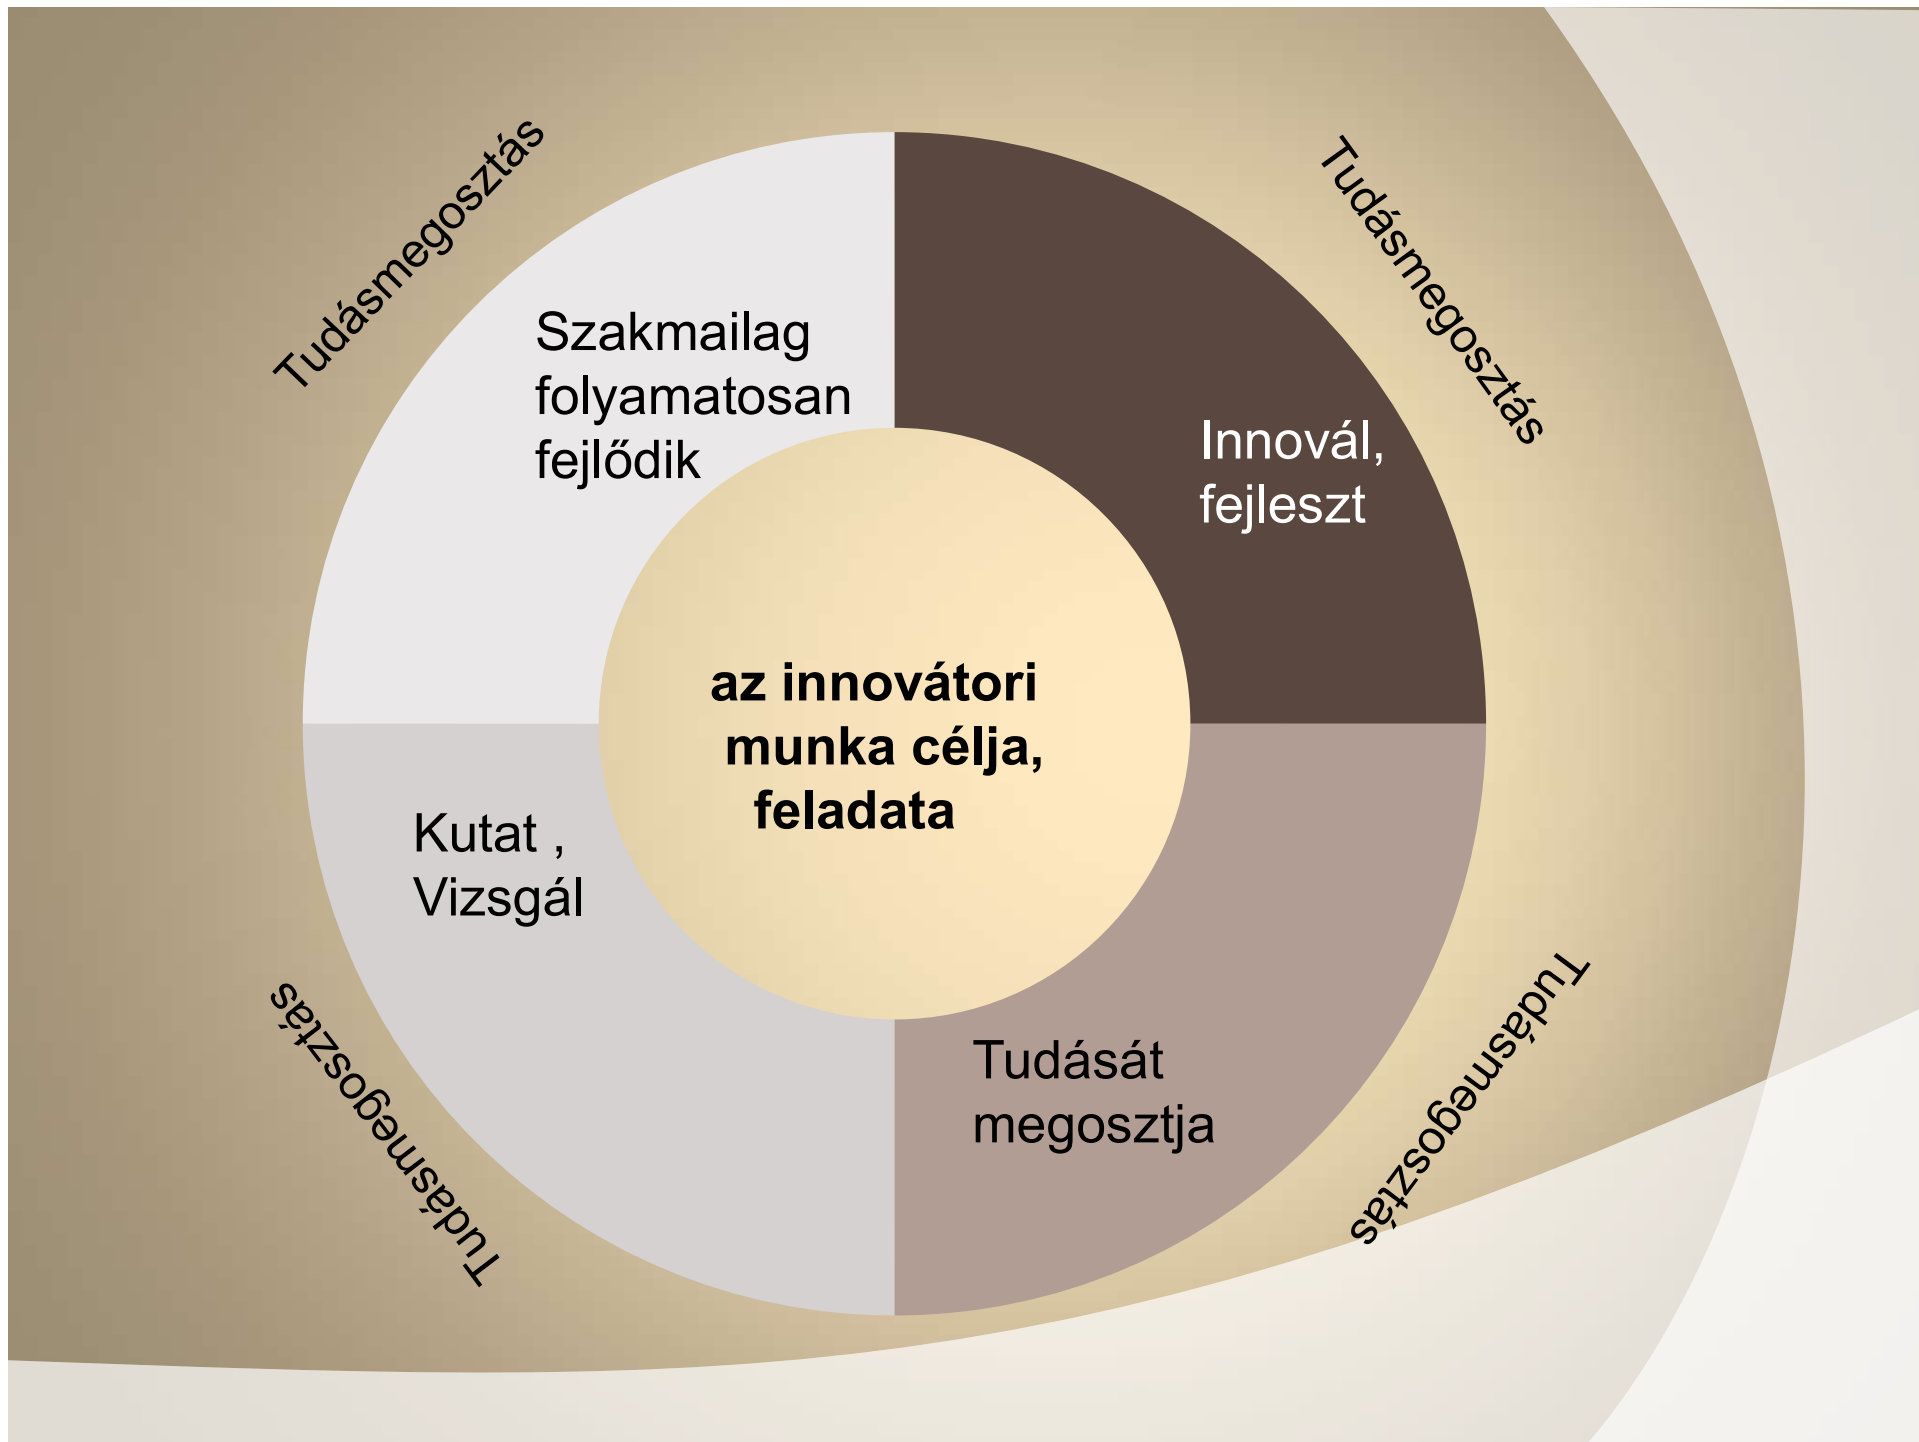 Tudásmegosztás
Tudásmegosztás
Szakmailag
folyamatosan
fejlődik
Innovál,
fejleszt
az innovátori
munka célja,
feladata
Kutat ,
Vizsgál
Tudását
megosztja
Tudásmegosztás
Tudásmegosztás